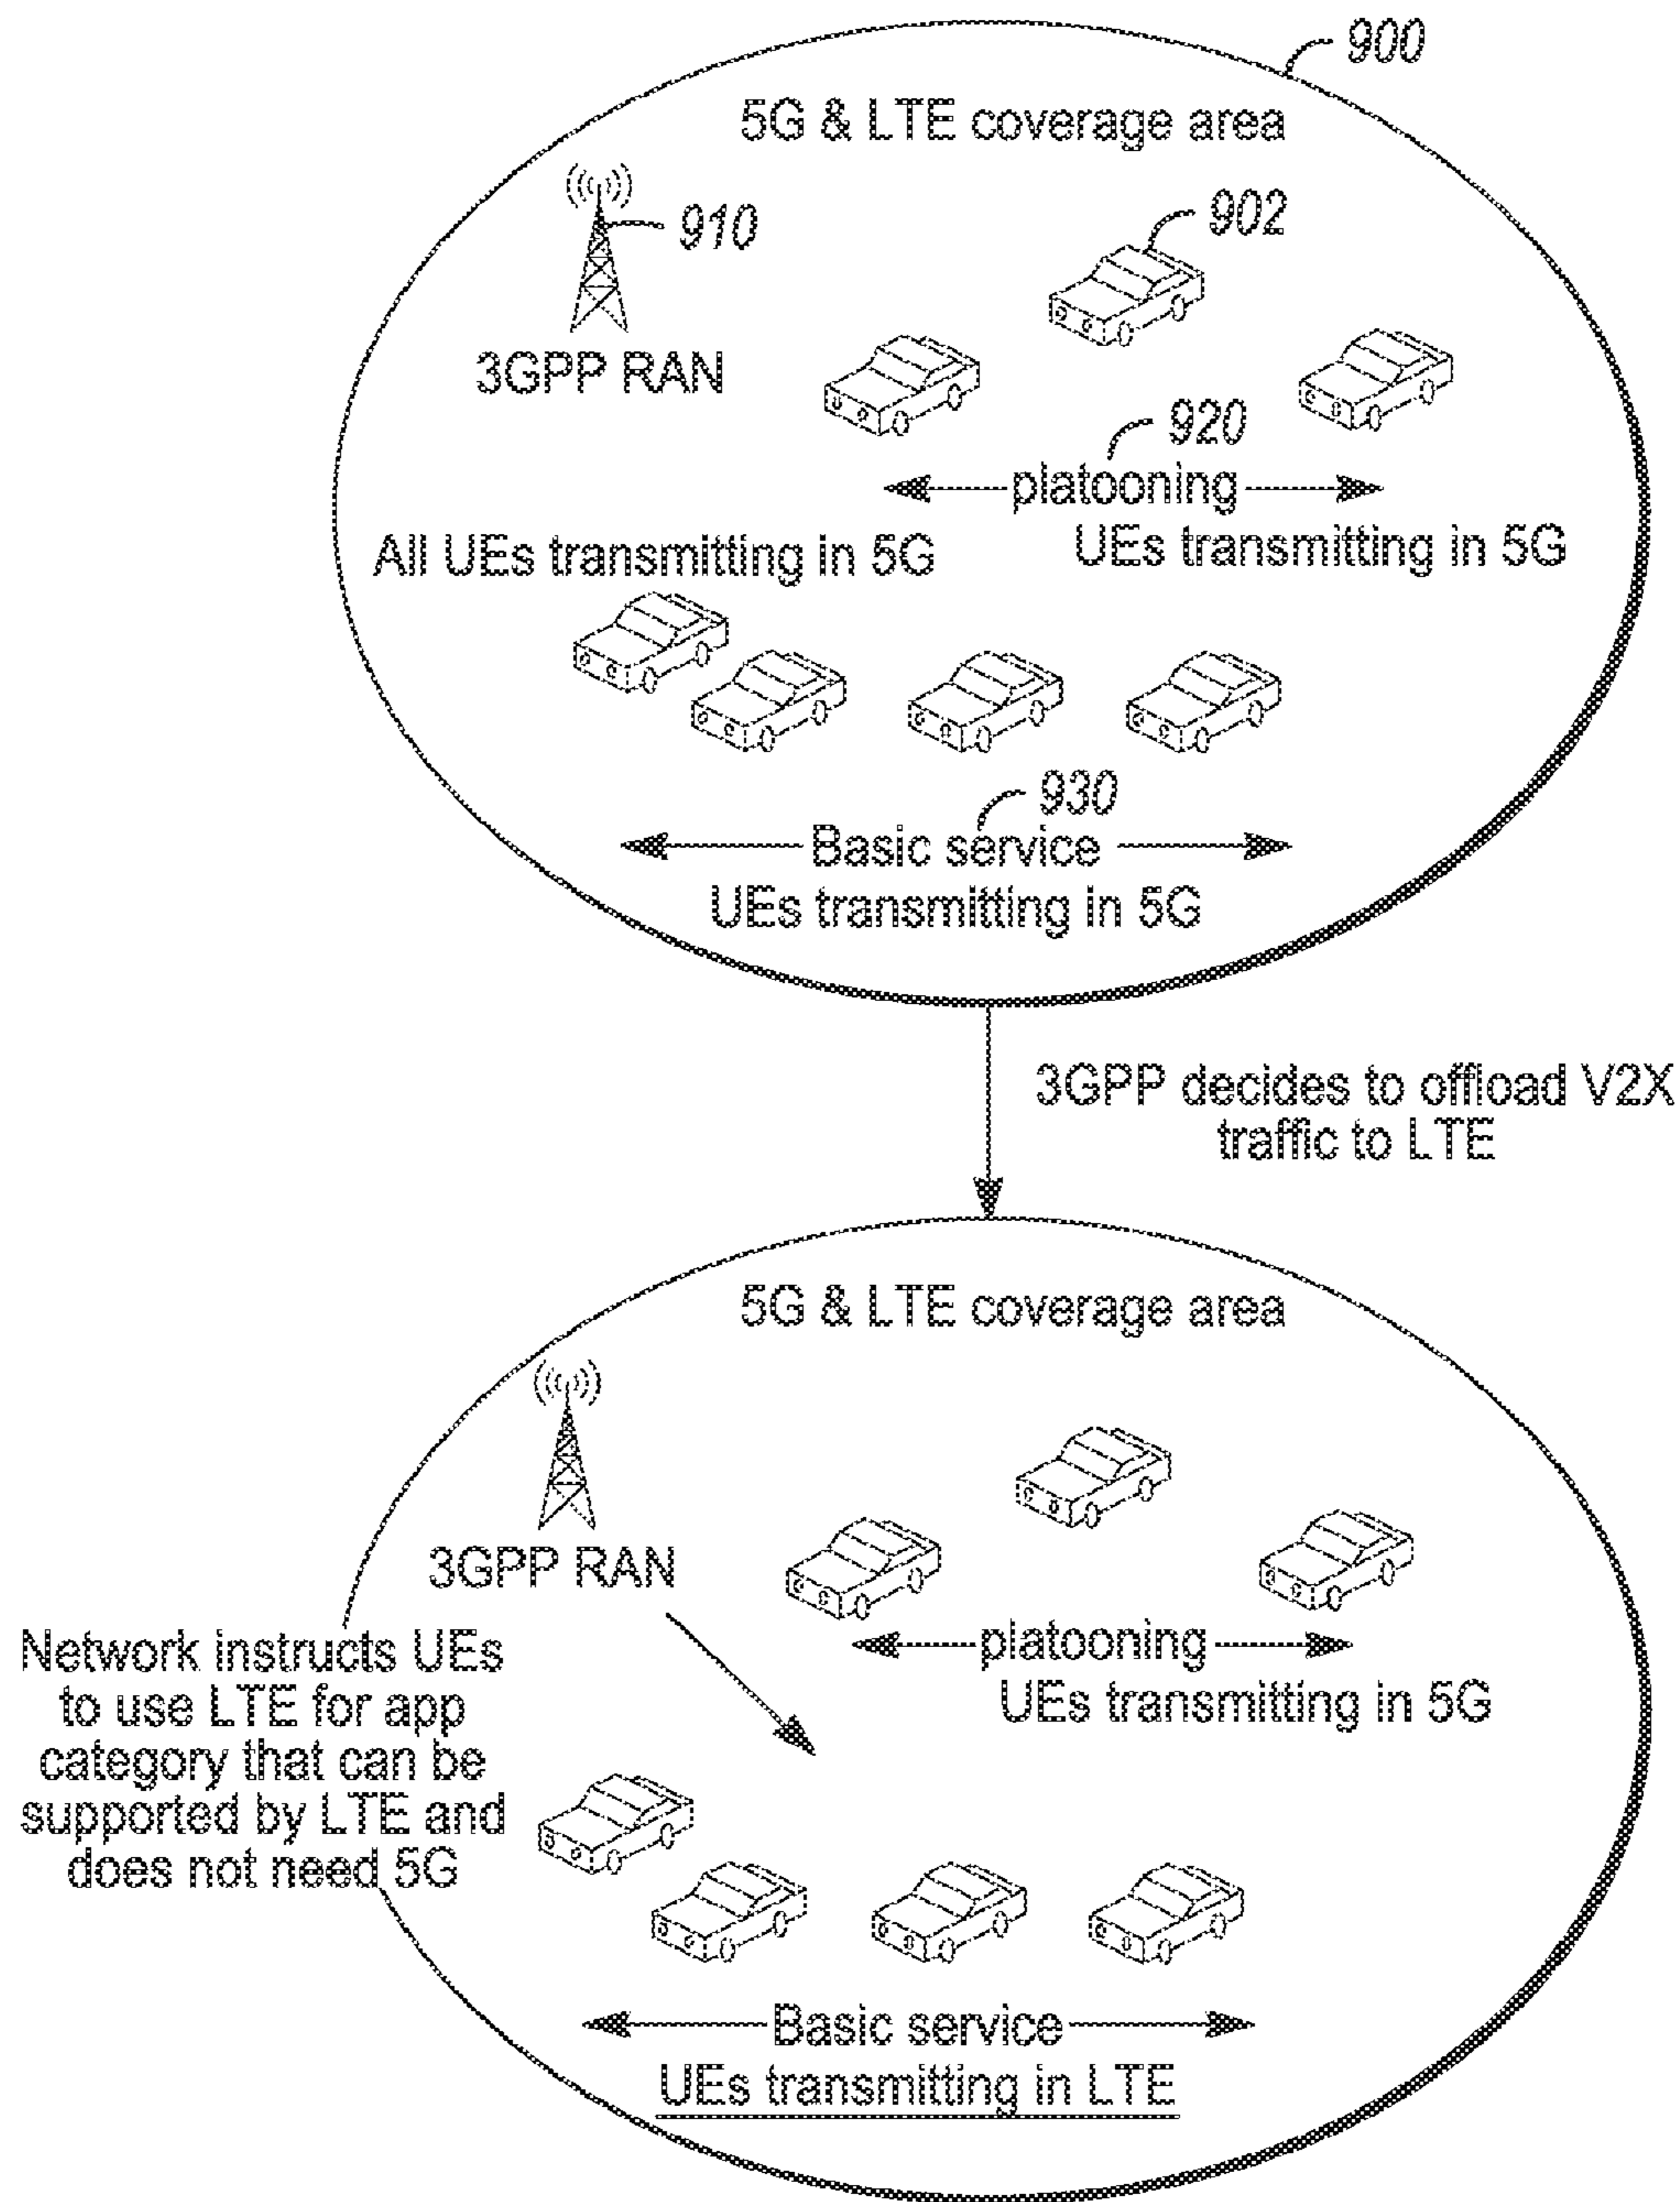 900
5G & LTE coverage area
910
902
3GPP RAN
920
platooning
All UEs transmitting in 5G
UEs transmitting in 5G
930
Basic service
UEs transmitting in 5G
3GPP decides to offload V2X
traffic to LTE
5G & LTE coverage area
3GPP RAN
platooning
UEs transmitting in 5G
Network instructs UEs
to use LTE for app
category that can be
supported by LTE and
does not need 5G
Basic service
UEs transmitting in LTE